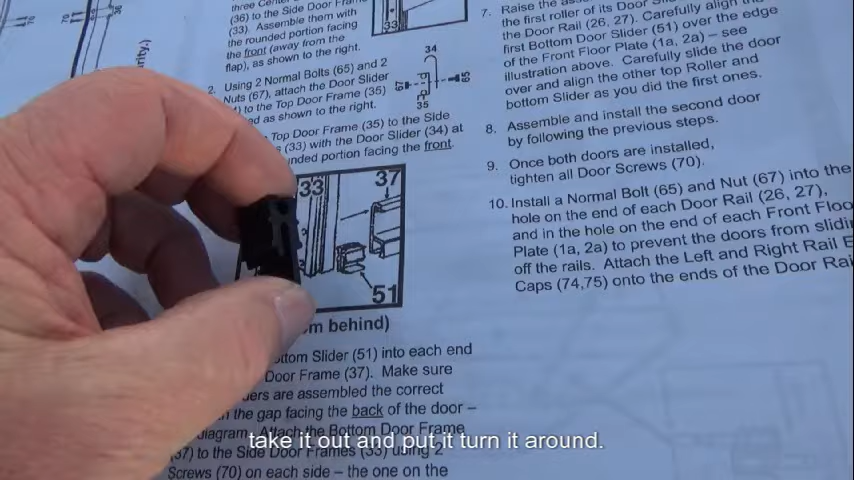 three Center
(36) to the Side Door Frame
(33). Assemble them with
the rounded portion facing
the front (away from the
flap), as shown to the right.
33
2. Using 2 Normal Bolts (65) and 2
Nuts (67), attach the Door Slider
) to the Top Door Frame (35)
as shown to the right.
34
67
65
35
Top Door Frame (35) to the Side
(33) with the Door Slider (34) at
facing the front.
33
37
51
behind)
Slider (51) into each end
Door Frame (37). Make sure
are assembled the correct
the gap facing the back of the door –
Attach the Bottom Door Frame
37) to the Side Door Frames (33) using 2
Screws (70) on each side – the one on the
7. Raise the
the first roller of its Door
the Door Rail (26, 27). Carefully align the
first Bottom Door Slider (51) over the edge
of the Front Floor Plate (1a, 2a) – see
illustration above. Carefully slide the door
over and align the other top Roller and
bottom Slider as you did the first ones.
8. Assemble and install the second door
by following the previous steps.
9. Once both doors are installed,
tighten all Door Screws (70).
10. Install a Normal Bolt (65) and Nut (67) into the
hole on the end of each Door Rail (26, 27),
and in the hole on the end of each Front
Plate (1a, 2a) to prevent the doors from
off the rails. Attach the Left and Right Rail
Caps (74,75) onto the ends of the Door
take it out and put it turn it around.